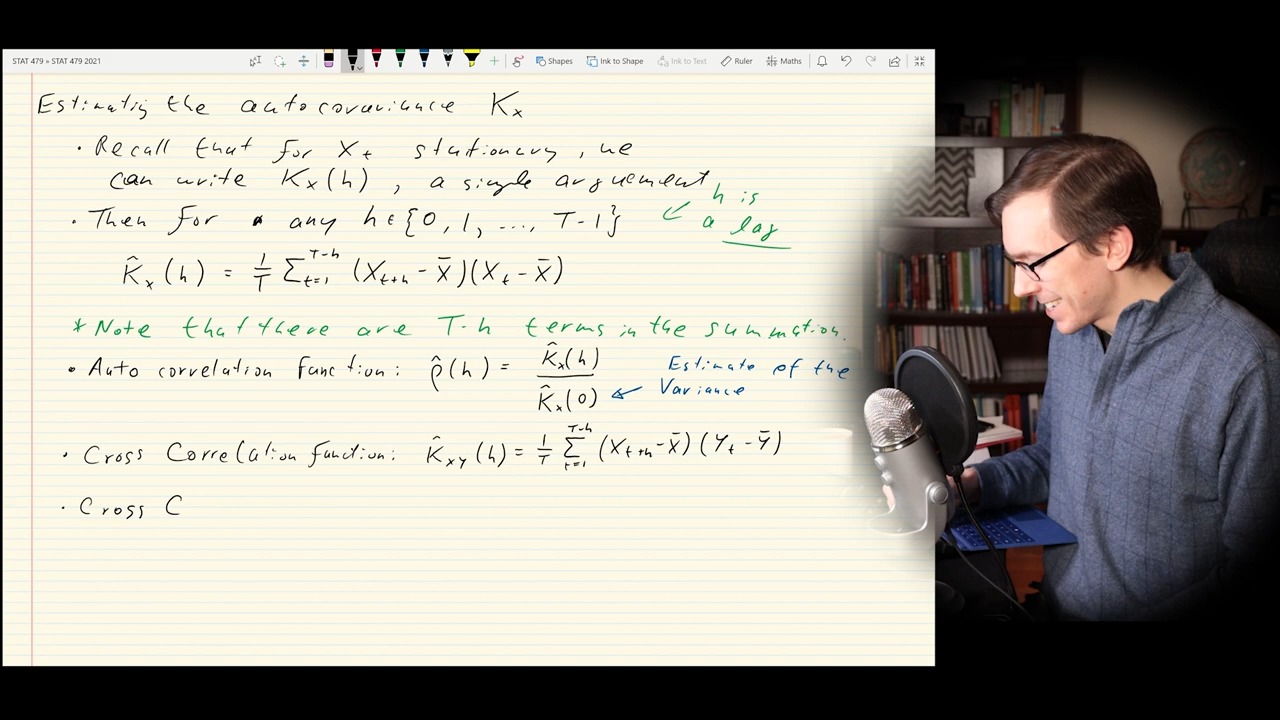 STAT 479 » STAT 479 2021
Shapes Ink to Shape Ink to Text Ruler Maths
Estimating the autocovariance Kx
· Recall that for Xt stationary, we
can write Kx(h), a single arguement
· Then for any h∈{0, 1, ..., T-1}
h is
a lag
K̂x(h) = 1/T Σ_{t=1}^{T-h} (X_{t+h} - X̄)(X_t - X̄)
* Note that there are T-h terms in the summation.
· Auto correlation function: ρ̂(h) = K̂x(h) / K̂x(0)
Estimate of the
Variance
· Cross Correlation function: K̂xy(h) = 1/T Σ_{t=1}^{T-h} (X_{t+h} - X̄)(Y_t - Ȳ)
· Cross C